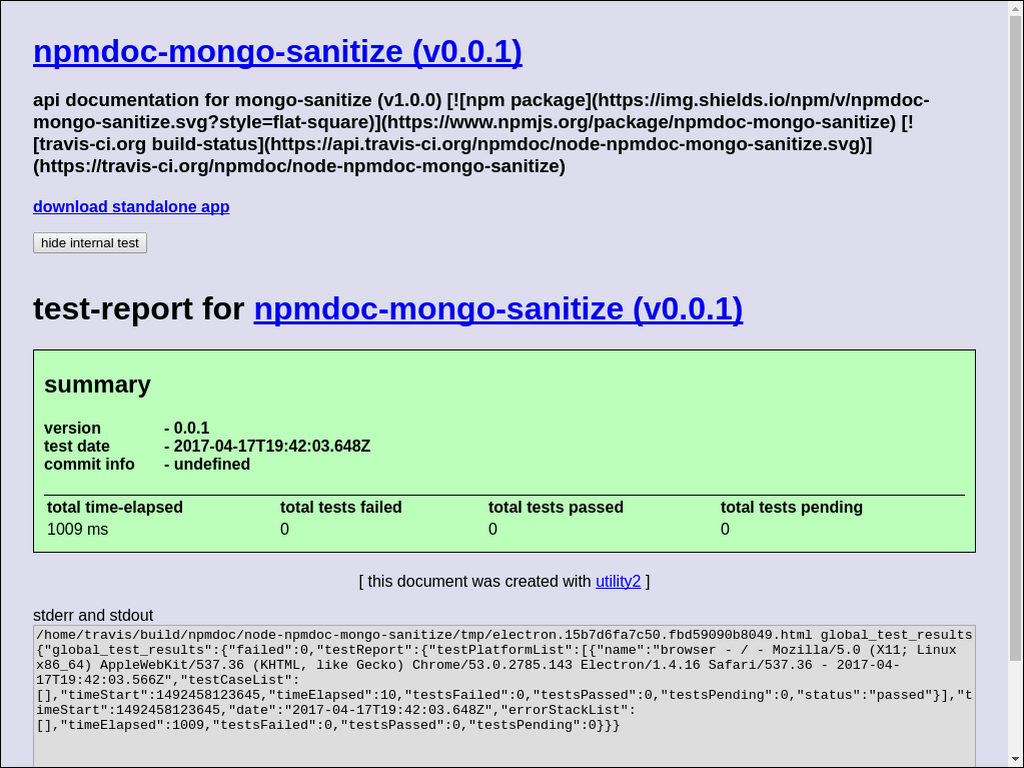 npmdoc-mongo-sanitize (v0.0.1)
api documentation for mongo-sanitize (v1.0.0) [![npm package](https://img.shields.io/npm/v/npmdoc-
mongo-sanitize.svg?style=flat-square)](https://www.npmjs.org/package/npmdoc-mongo-sanitize) [!
[travis-ci.org build-status](https://api.travis-ci.org/npmdoc/node-npmdoc-mongo-sanitize.svg)]
(https://travis-ci.org/npmdoc/node-npmdoc-mongo-sanitize)
download standalone app
hide internal test
test-report for npmdoc-mongo-sanitize (v0.0.1)
summary
version - 0.0.1
test date - 2017-04-17T19:42:03.648Z
commit info - undefined
total time-elapsed total tests failed total tests passed total tests pending
1009 ms 0 0 0
[ this document was created with utility2 ]
stderr and stdout
/home/travis/build/npmdoc/node-npmdoc-mongo-sanitize/tmp/electron.15b7d6fa7c50.fbd59090b8049.html global_test_results
{"global_test_results":{"failed":0,"testReport":{"testPlatformList":[{"name":"browser - / - Mozilla/5.0 (X11; Linux
x86_64) AppleWebKit/537.36 (KHTML, like Gecko) Chrome/53.0.2785.143 Electron/1.4.16 Safari/537.36 - 2017-04-
17T19:42:03.566Z","testCaseList":
[],"timeStart":1492458123645,"timeElapsed":10,"testsFailed":0,"testsPassed":0,"testsPending":0,"status":"passed"}],"t
imeStart":1492458123645,"date":"2017-04-17T19:42:03.648Z","errorStackList":
[],"timeElapsed":1009,"testsFailed":0,"testsPassed":0,"testsPending":0}}}